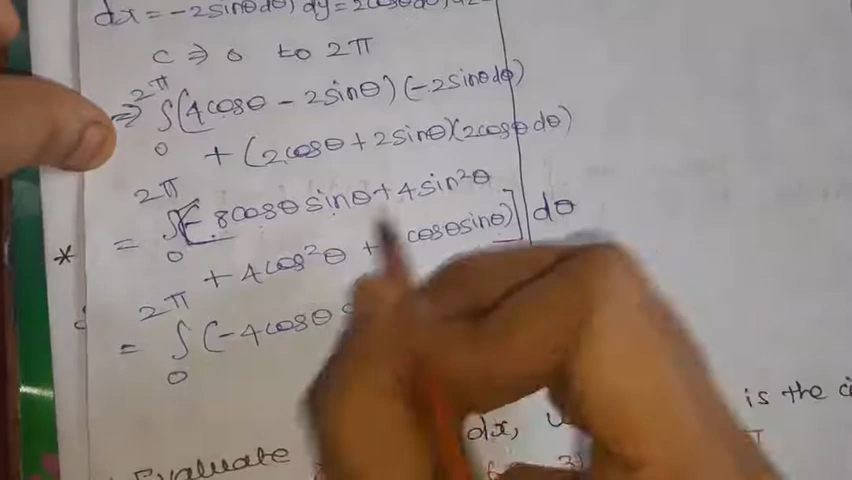 dx = -2sinθdθ, dy = 2cosθdθ,
c ⇒ 0 to 2π
⇒ ∫₀^2π (4cosθ - 2sinθ)(-2sinθdθ)
+ (2cosθ + 2sinθ)(2cosθ dθ)
= ∫₀^2π [(-8cosθ sinθ + 4sin²θ
* + 4cos²θ + cosθsinθ)] dθ
= ∫₀^2π (-4cosθ
Evaluate dx, is the